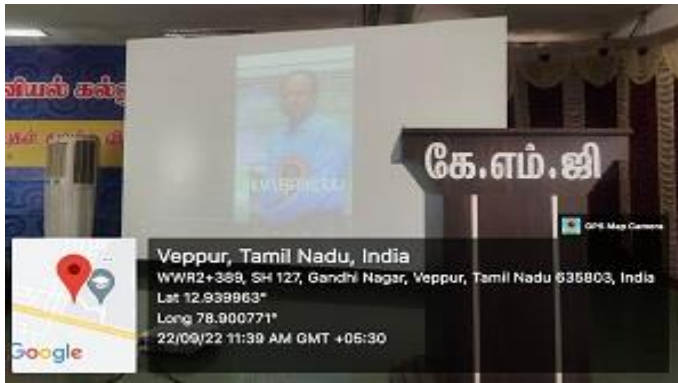 கே.எம்.ஜி
GPS Map Camera
Veppur, Tamil Nadu, India
WWR2+389, SH 127, Gandhi Nagar, Veppur, Tamil Nadu 635803, India
Lat 12.939963°
Long 78.900771°
22/09/22 11:39 AM GMT +05:30
Google